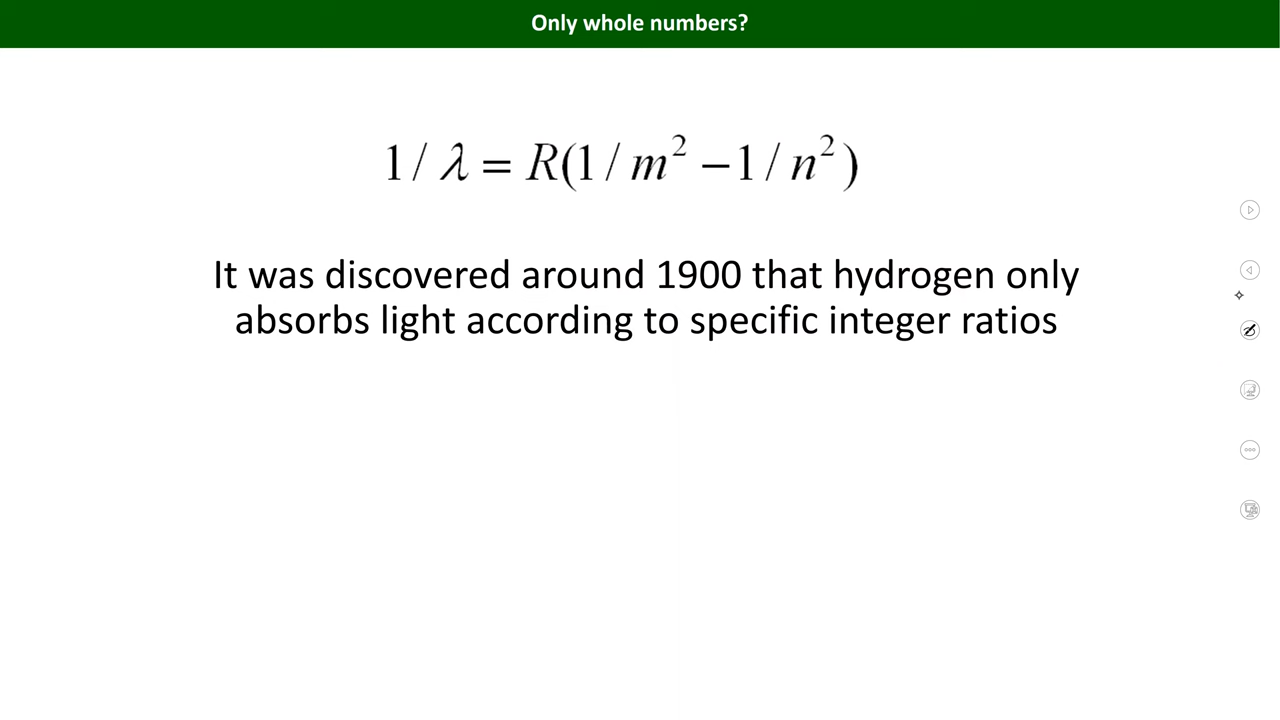 Only whole numbers?
1/λ = R(1/m² − 1/n²)
It was discovered around 1900 that hydrogen only
absorbs light according to specific integer ratios